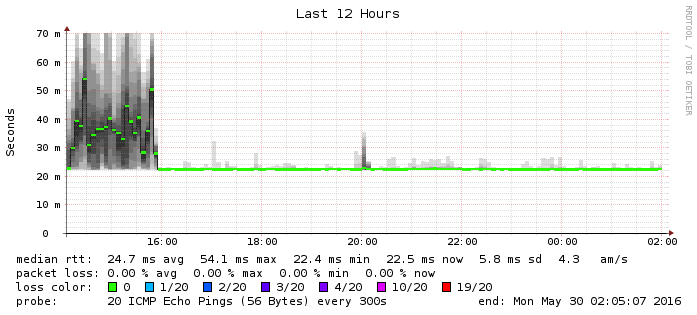 Last 12 Hours
RRDTOOL / TOBI OETIKER
Seconds
70 m
60 m
50 m
40 m
30 m
20 m
10 m
0
16:00 18:00 20:00 22:00 00:00 02:00
median rtt: 24.7 ms avg 54.1 ms max 22.4 ms min 22.5 ms now 5.8 ms sd 4.3 am/s
packet loss: 0.00 % avg 0.00 % max 0.00 % min 0.00 % now
loss color: 0 1/20 2/20 3/20 4/20 10/20 19/20
probe: 20 ICMP Echo Pings (56 Bytes) every 300s end: Mon May 30 02:05:07 2016